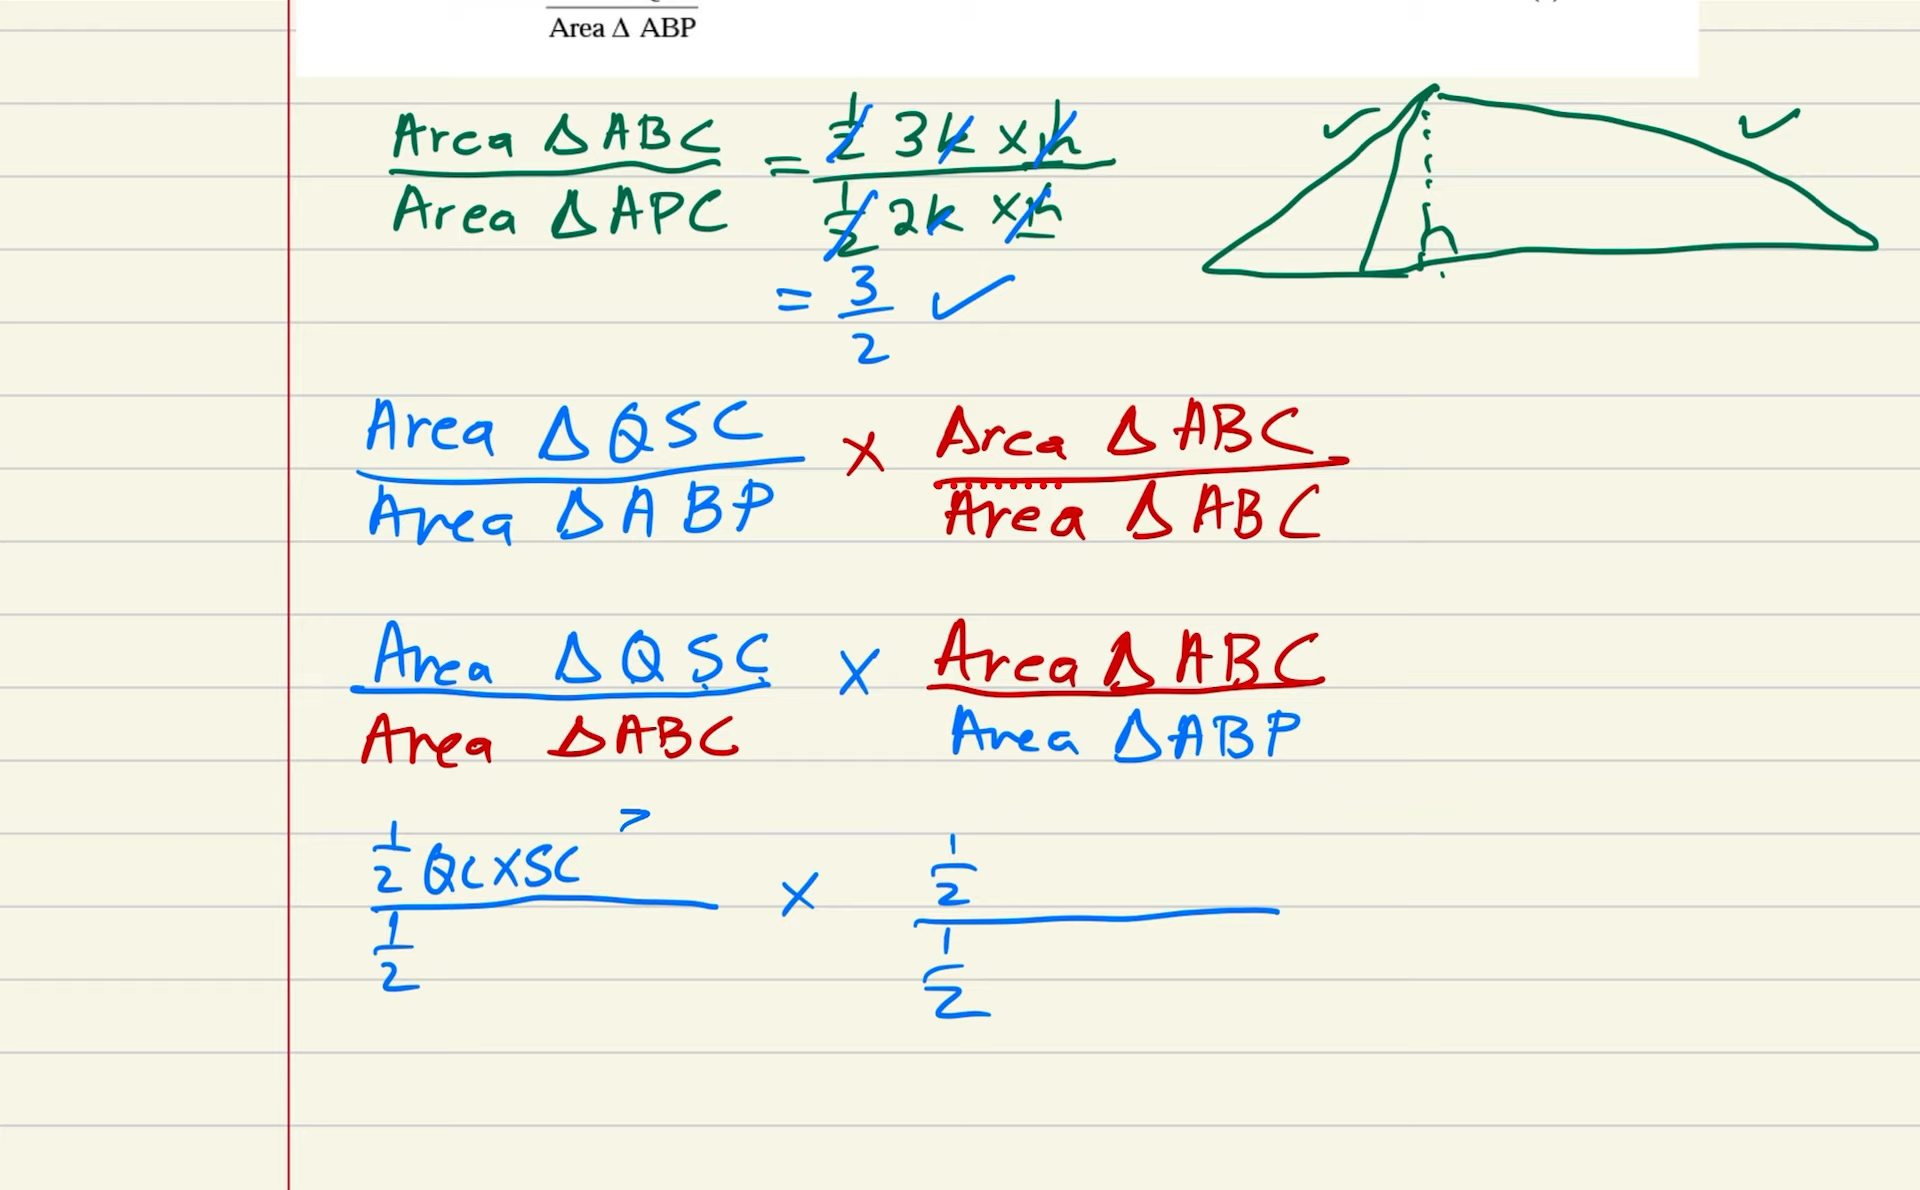 Area Δ ABP
Area Δ ABC / Area Δ APC = 1/2 3k × h / 1/2 2k × h
h
= 3/2 ✓
Area Δ QSC / Area Δ ABP × Area Δ ABC / Area Δ ABC
Area Δ QSC / Area Δ ABC × Area Δ ABC / Area Δ ABP
1/2 QC × SC / 1/2 × 1/2 / 1/2